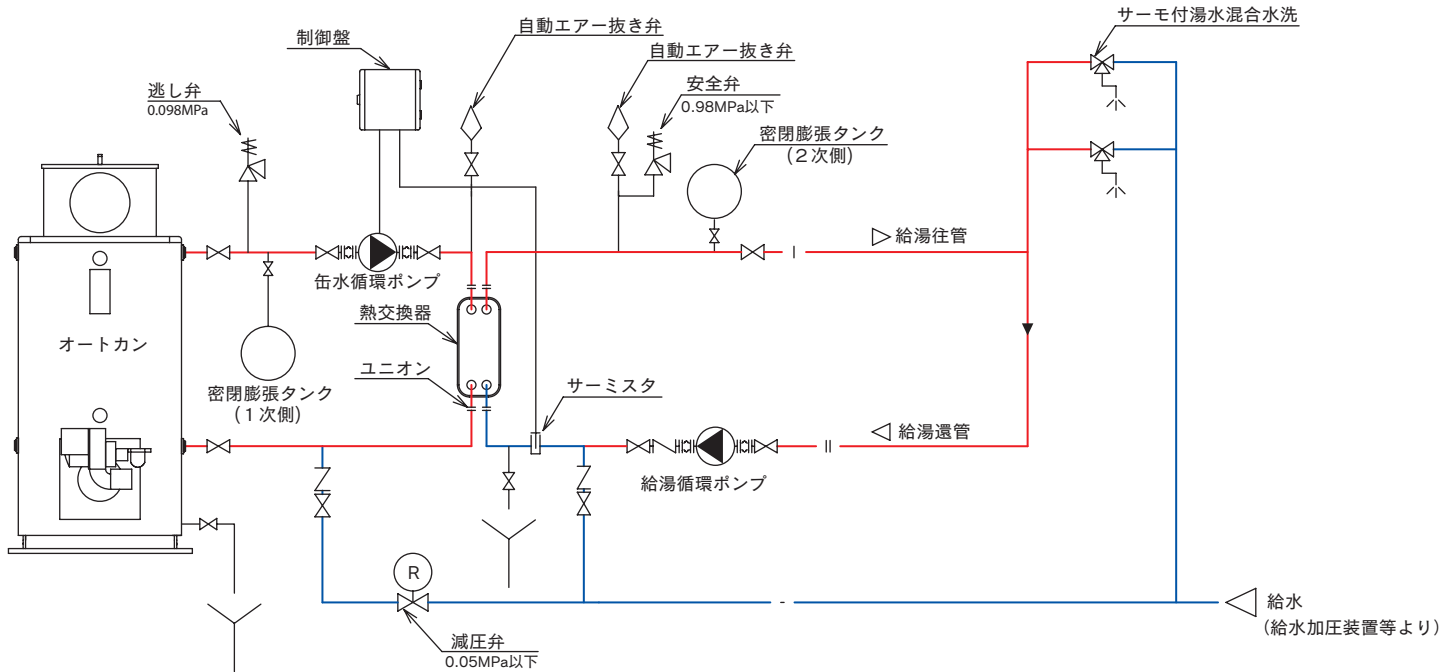 サーモ付湯水混合水洗
自動エアー抜き弁
制御盤
自動エアー抜き弁
逃し弁
0.098MPa
安全弁
0.98MPa以下
密閉膨張タンク
(2次側)
給湯往管
缶水循環ポンプ
熱交換器
オートカン
ユニオン
サーミスタ
密閉膨張タンク
(1次側)
給湯還管
給湯循環ポンプ
R
給水
(給水加圧装置等より)
減圧弁
0.05MPa以下